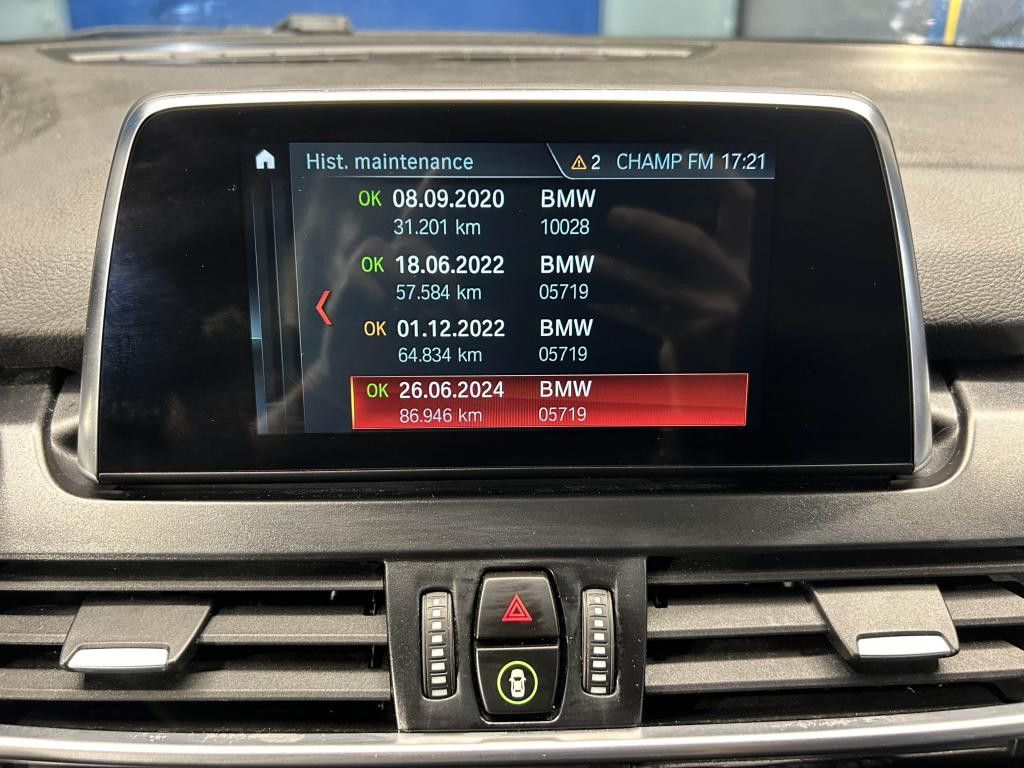 Hist. maintenance 2 CHAMP FM 17:21
OK 08.09.2020 BMW
31.201 km 10028
OK 18.06.2022 BMW
57.584 km 05719
OK 01.12.2022 BMW
64.834 km 05719
OK 26.06.2024 BMW
86.946 km 05719